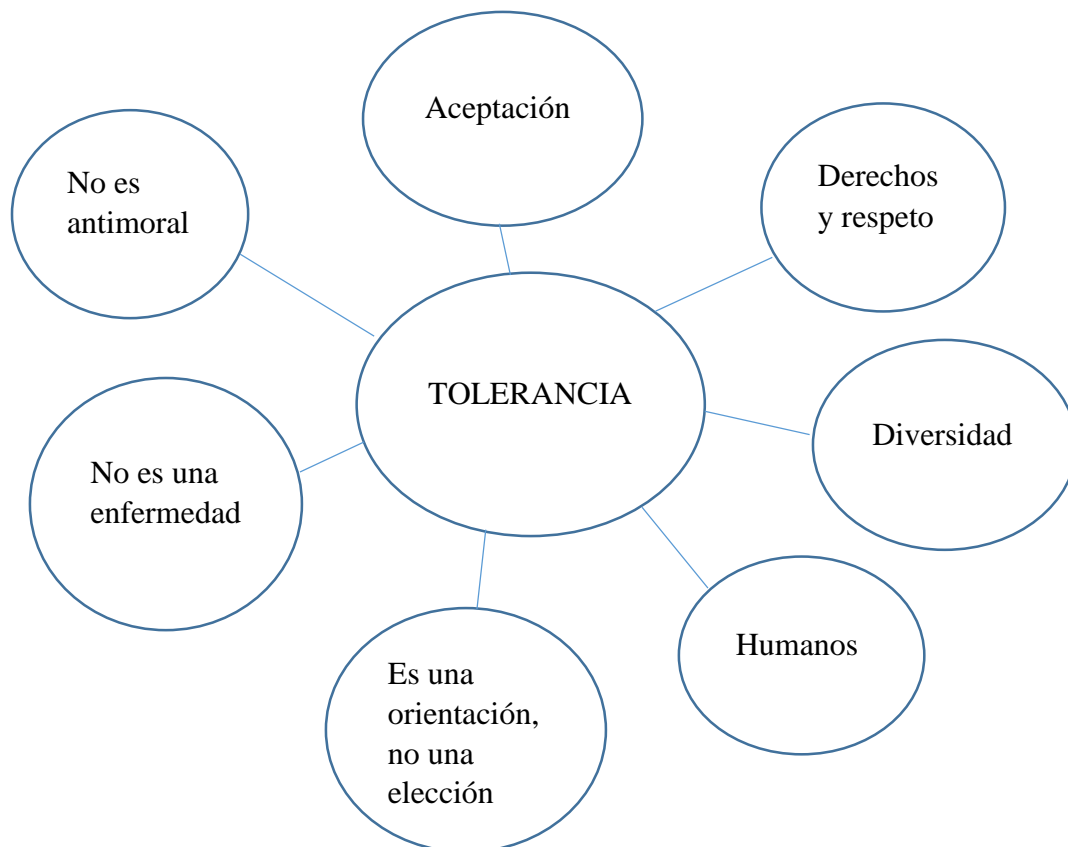 Aceptación
No es
antimoral
Derechos
y respeto
TOLERANCIA
Diversidad
No es una
enfermedad
Humanos
Es una
orientación,
no una
elección